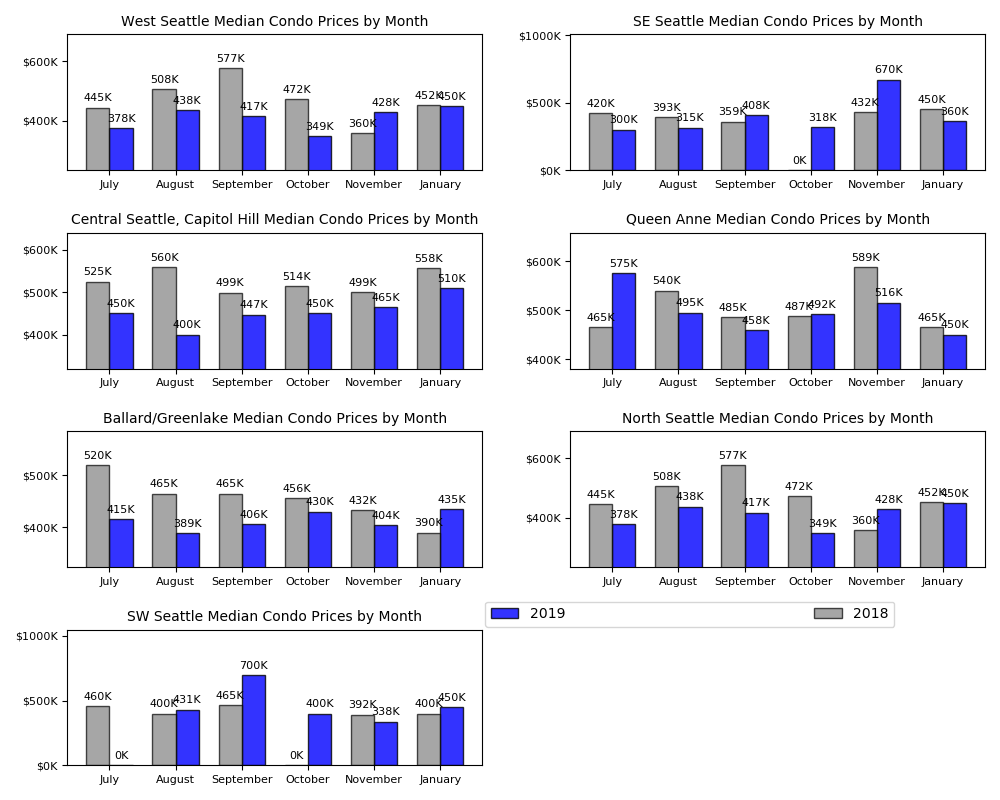 West Seattle Median Condo Prices by Month
$600K
$400K
445K 378K 508K 438K 577K 417K 472K 349K 360K 428K 452K 450K
July August September October November January
SE Seattle Median Condo Prices by Month
$1000K
$500K
$0K
420K 300K 393K 315K 359K 408K 0K 318K 432K 670K 450K 360K
July August September October November January
Central Seattle, Capitol Hill Median Condo Prices by Month
$600K
$500K
$400K
525K 450K 560K 400K 499K 447K 514K 450K 499K 465K 558K 510K
July August September October November January
Queen Anne Median Condo Prices by Month
$600K
$500K
$400K
465K 575K 540K 495K 485K 458K 487K 492K 589K 516K 465K 450K
July August September October November January
Ballard/Greenlake Median Condo Prices by Month
$500K
$400K
520K 415K 465K 389K 465K 406K 456K 430K 432K 404K 390K 435K
July August September October November January
North Seattle Median Condo Prices by Month
$600K
$400K
445K 378K 508K 438K 577K 417K 472K 349K 360K 428K 452K 450K
July August September October November January
SW Seattle Median Condo Prices by Month
$1000K
$500K
$0K
460K 0K 400K 431K 465K 700K 0K 400K 392K 338K 400K 450K
July August September October November January
2019 2018